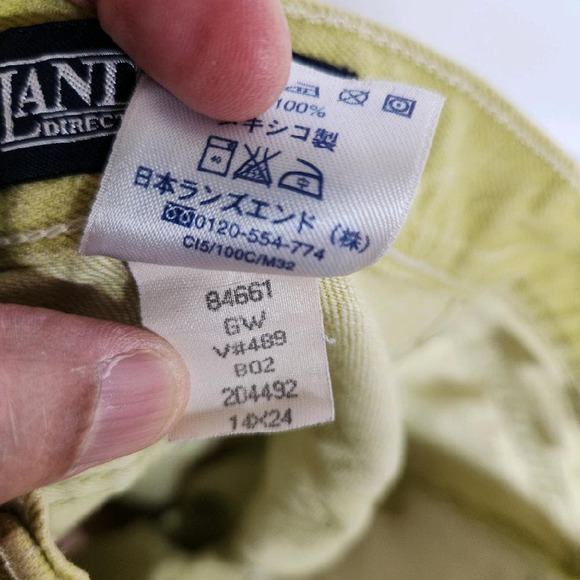 LAND
DIRECT
100%
キシコ製
40
日本ランズエンド（株）
0120-554-774
CI5/100C/M32
84661
GW
V#489
B02
204492
14X24